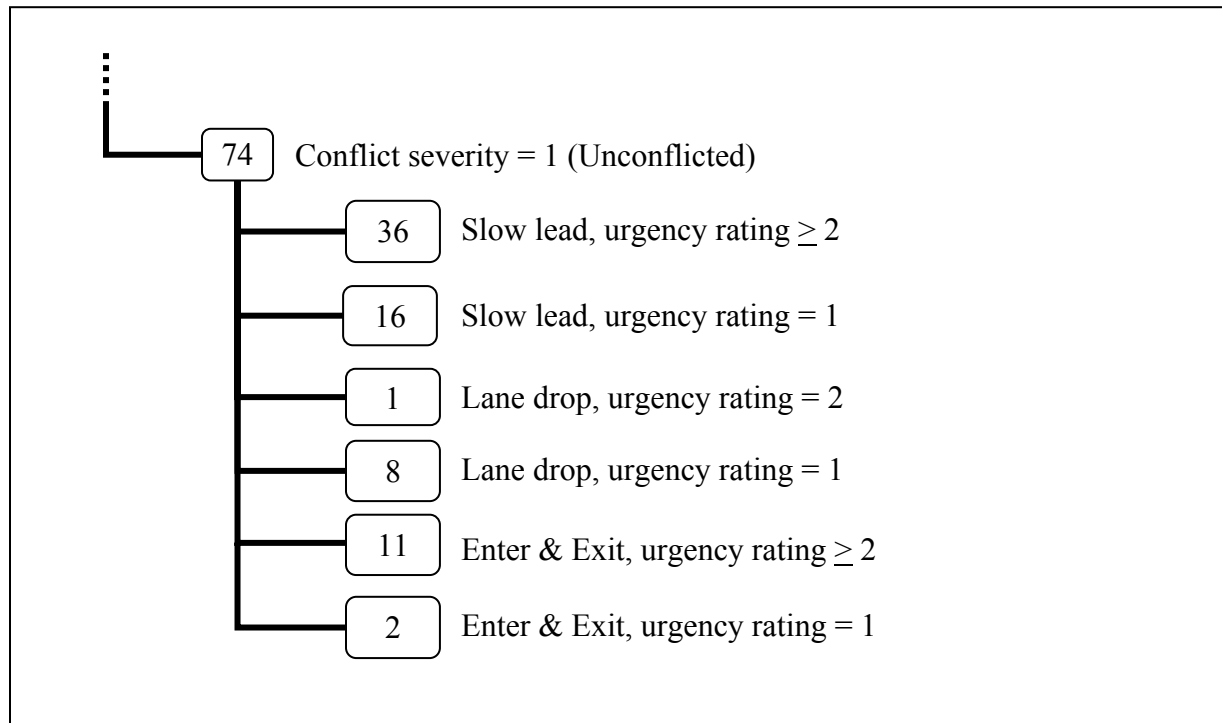 74 Conflict severity = 1 (Unconflicted)
36 Slow lead, urgency rating ≥ 2
16 Slow lead, urgency rating = 1
1 Lane drop, urgency rating = 2
8 Lane drop, urgency rating = 1
11 Enter & Exit, urgency rating ≥ 2
2 Enter & Exit, urgency rating = 1